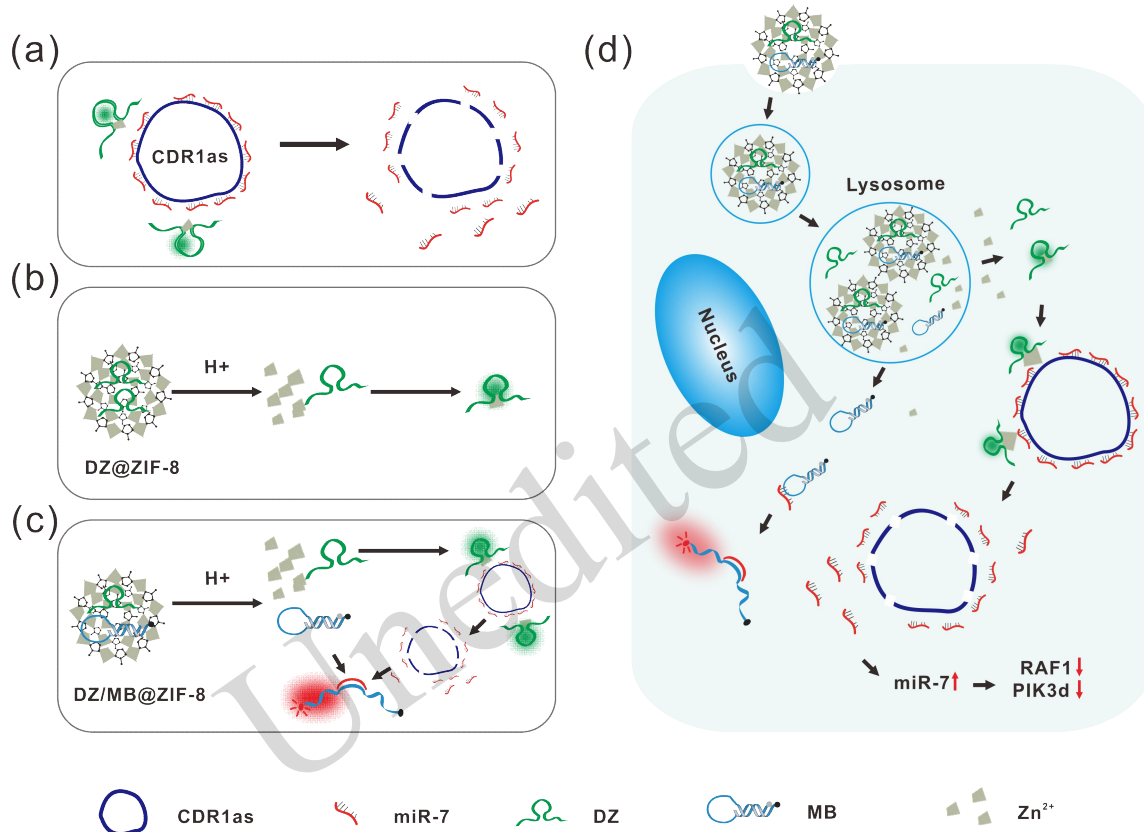 (a)
CDR1as
(b)
H+
DZ@ZIF-8
(c)
H+
DZ/MB@ZIF-8
(d)
Lysosome
Nucleus
miR-7
RAF1
PIK3d
Unedited
CDR1as
miR-7
DZ
MB
Zn²⁺